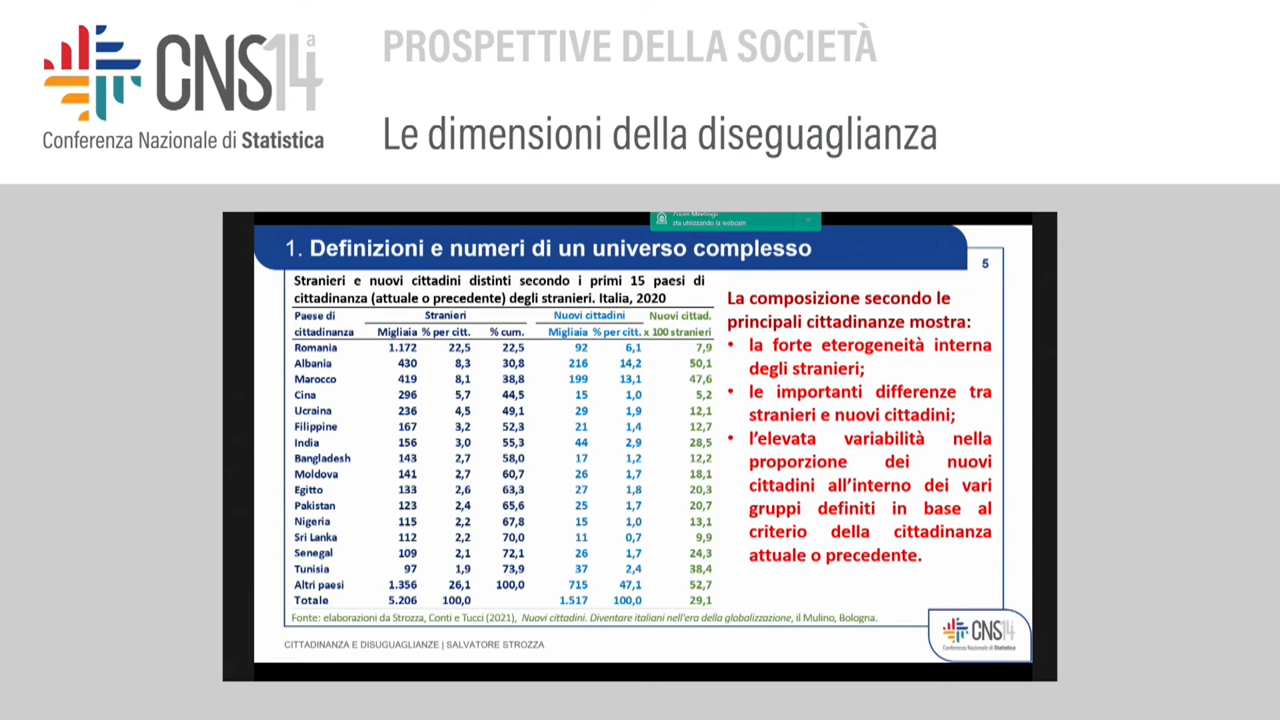 CNS14a
Conferenza Nazionale di Statistica
PROSPETTIVE DELLA SOCIETÀ
Le dimensioni della diseguaglianza
Zoom Meetings
sta utilizzando la webcam
1. Definizioni e numeri di un universo complesso
5
Stranieri e nuovi cittadini distinti secondo i primi 15 paesi di
cittadinanza (attuale o precedente) degli stranieri. Italia, 2020
Paese di Stranieri Nuovi cittadini Nuovi cittad.
cittadinanza Migliaia % per citt. % cum. Migliaia % per citt. x 100 stranieri
Romania 1.172 22,5 22,5 92 6,1 7,9
Albania 430 8,3 30,8 216 14,2 50,1
Marocco 419 8,1 38,8 199 13,1 47,6
Cina 296 5,7 44,5 15 1,0 5,2
Ucraina 236 4,5 49,1 29 1,9 12,1
Filippine 167 3,2 52,3 21 1,4 12,7
India 156 3,0 55,3 44 2,9 28,5
Bangladesh 143 2,7 58,0 17 1,2 12,2
Moldova 141 2,7 60,7 26 1,7 18,1
Egitto 133 2,6 63,3 27 1,8 20,3
Pakistan 123 2,4 65,6 25 1,7 20,7
Nigeria 115 2,2 67,8 15 1,0 13,1
Sri Lanka 112 2,2 70,0 11 0,7 9,9
Senegal 109 2,1 72,1 26 1,7 24,3
Tunisia 97 1,9 73,9 37 2,4 38,4
Altri paesi 1.356 26,1 100,0 715 47,1 52,7
Totale 5.206 100,0 1.517 100,0 29,1
Fonte: elaborazioni da Strozza, Conti e Tucci (2021), Nuovi cittadini. Diventare italiani nell'era della globalizzazione, il Mulino, Bologna.
La composizione secondo le
principali cittadinanze mostra:
• la forte eterogeneità interna
degli stranieri;
• le importanti differenze tra
stranieri e nuovi cittadini;
• l'elevata variabilità nella
proporzione dei nuovi
cittadini all'interno dei vari
gruppi definiti in base al
criterio della cittadinanza
attuale o precedente.
CITTADINANZA E DISUGUAGLIANZE | SALVATORE STROZZA
CNS14
Conferenza Nazionale di Statistica